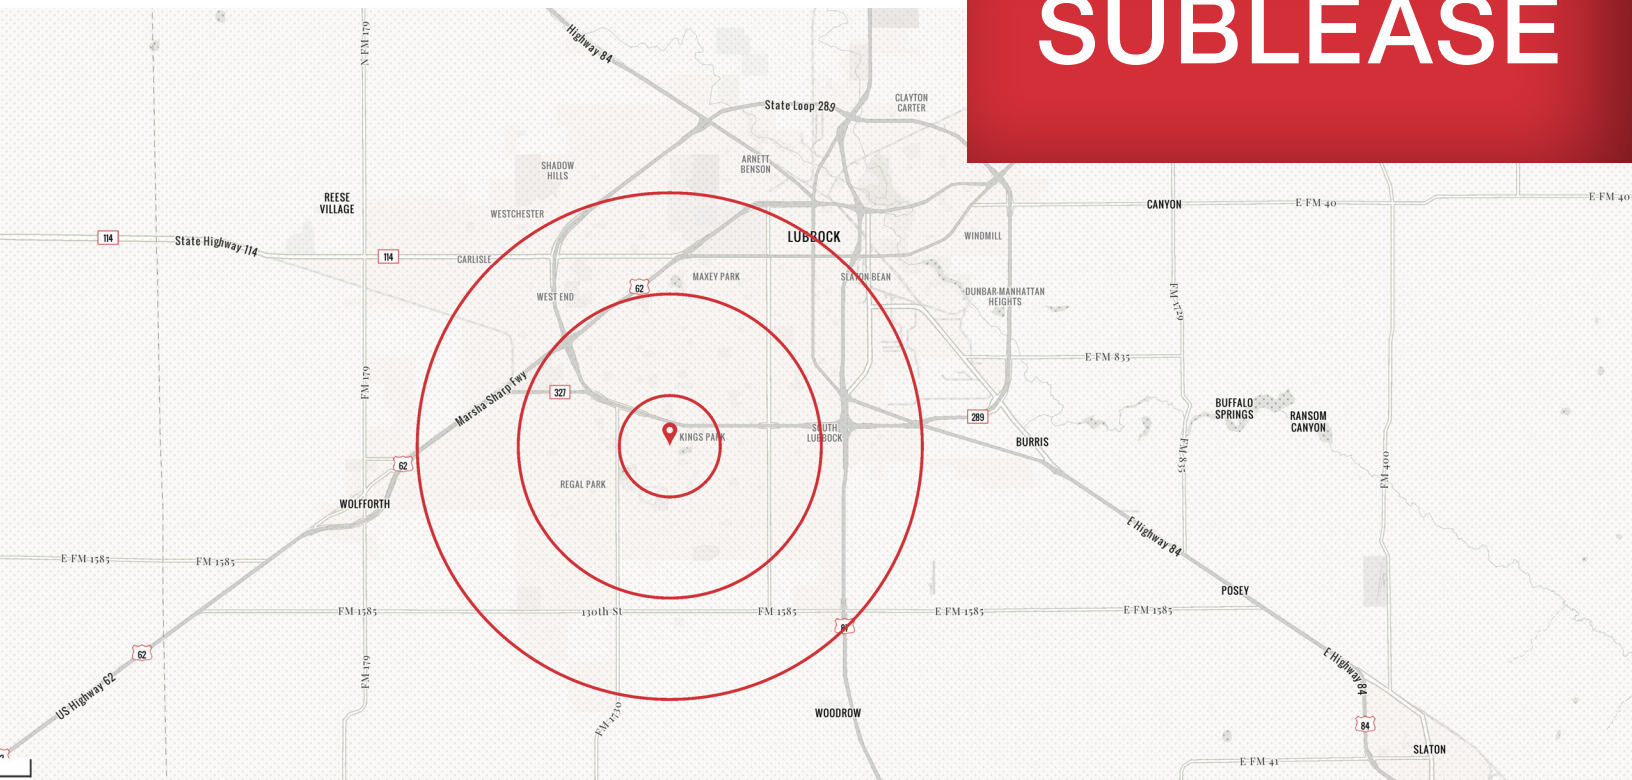 SUBLEASE
N FM 179
Highway 84
State Loop 289
CLAYTON
CARTER
SHADOW
HILLS
ARNETT
BENSON
REESE
VILLAGE
WESTCHESTER
CANYON
E FM 40
E FM 40
114
State Highway 114
114
CARLISLE
LUBBOCK
WINDMILL
MAXEY PARK
SLATON BEAN
62
WEST END
DUNBAR-MANHATTAN
HEIGHTS
FM 1729
E FM 835
FM 179
Marsha Sharp Fwy
327
289
BUFFALO
SPRINGS
RANSOM
CANYON
KINGS PARK
SOUTH
LUBBOCK
BURRIS
62
FM 835
FM 400
REGAL PARK
WOLFFORTH
E Highway 84
E FM 1585
FM 1585
POSEY
FM 1585
130th St
FM 1585
E FM 1585
E FM 1585
87
62
FM 179
E Highway 84
US Highway 62
FM 1730
WOODROW
84
SLATON
E FM 41